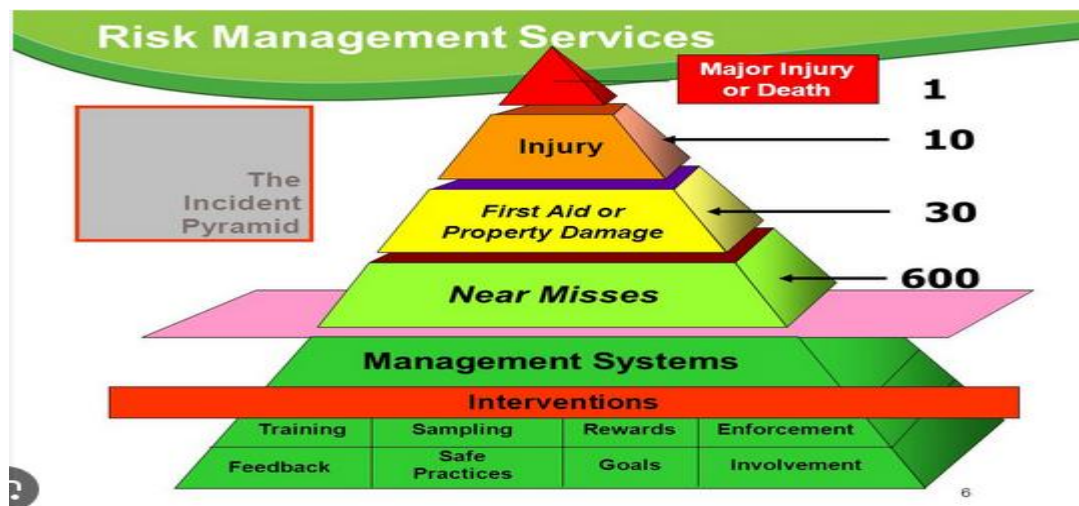 Risk Management Services
Major Injury
or Death
1
The
Incident
Pyramid
Injury
10
First Aid or
Property Damage
30
Near Misses
600
Management Systems
Interventions
Training Sampling Rewards Enforcement
Feedback Safe Practices Goals Involvement
6